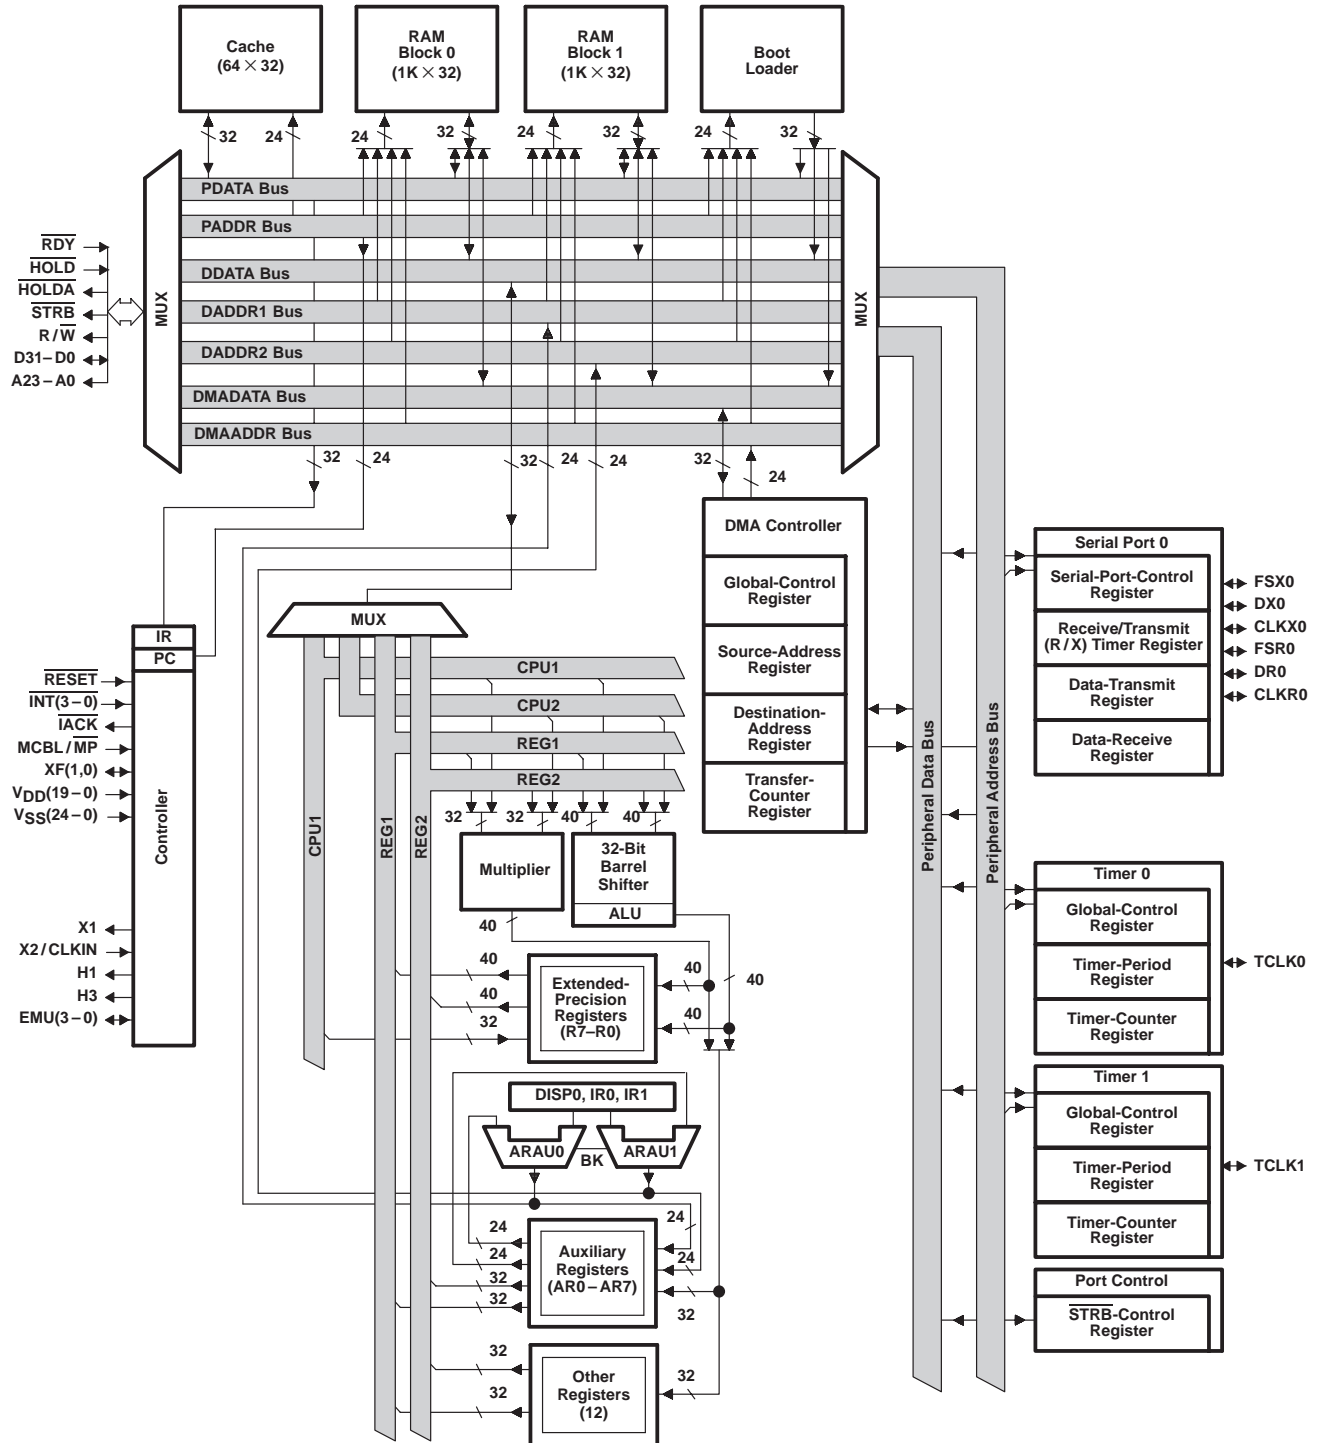 Cache
(64 × 32)
RAM
Block 0
(1K × 32)
RAM
Block 1
(1K × 32)
Boot
Loader
32
24
24
32
24
32
24
32
PDATA Bus
PADDR Bus
DDATA Bus
DADDR1 Bus
DADDR2 Bus
DMADATA Bus
DMAADDR Bus
MUX
MUX
RDY
HOLD
HOLDA
STRB
R/W
D31–D0
A23–A0
32
24
32
24
24
32
24
DMA Controller
Global-Control
Register
Source-Address
Register
Destination-
Address
Register
Transfer-
Counter
Register
Peripheral Data Bus
Peripheral Address Bus
Serial Port 0
Serial-Port-Control
Register
Receive/Transmit
(R/X) Timer Register
Data-Transmit
Register
Data-Receive
Register
FSX0
DX0
CLKX0
FSR0
DR0
CLKR0
IR
PC
Controller
RESET
INT(3–0)
IACK
MCBL/MP
XF(1,0)
VDD(19–0)
VSS(24–0)
X1
X2/CLKIN
H1
H3
EMU(3–0)
MUX
CPU1
CPU2
REG1
REG2
CPU1
REG1
REG2
32
32
40
40
Multiplier
32-Bit
Barrel
Shifter
ALU
40
40
40
40
32
40
40
Extended-
Precision
Registers
(R7–R0)
40
DISP0, IR0, IR1
ARAU0
BK
ARAU1
24
24
32
32
Auxiliary
Registers
(AR0–AR7)
24
24
32
32
32
Other
Registers
(12)
32
Timer 0
Global-Control
Register
Timer-Period
Register
Timer-Counter
Register
TCLK0
Timer 1
Global-Control
Register
Timer-Period
Register
Timer-Counter
Register
TCLK1
Port Control
STRB-Control
Register